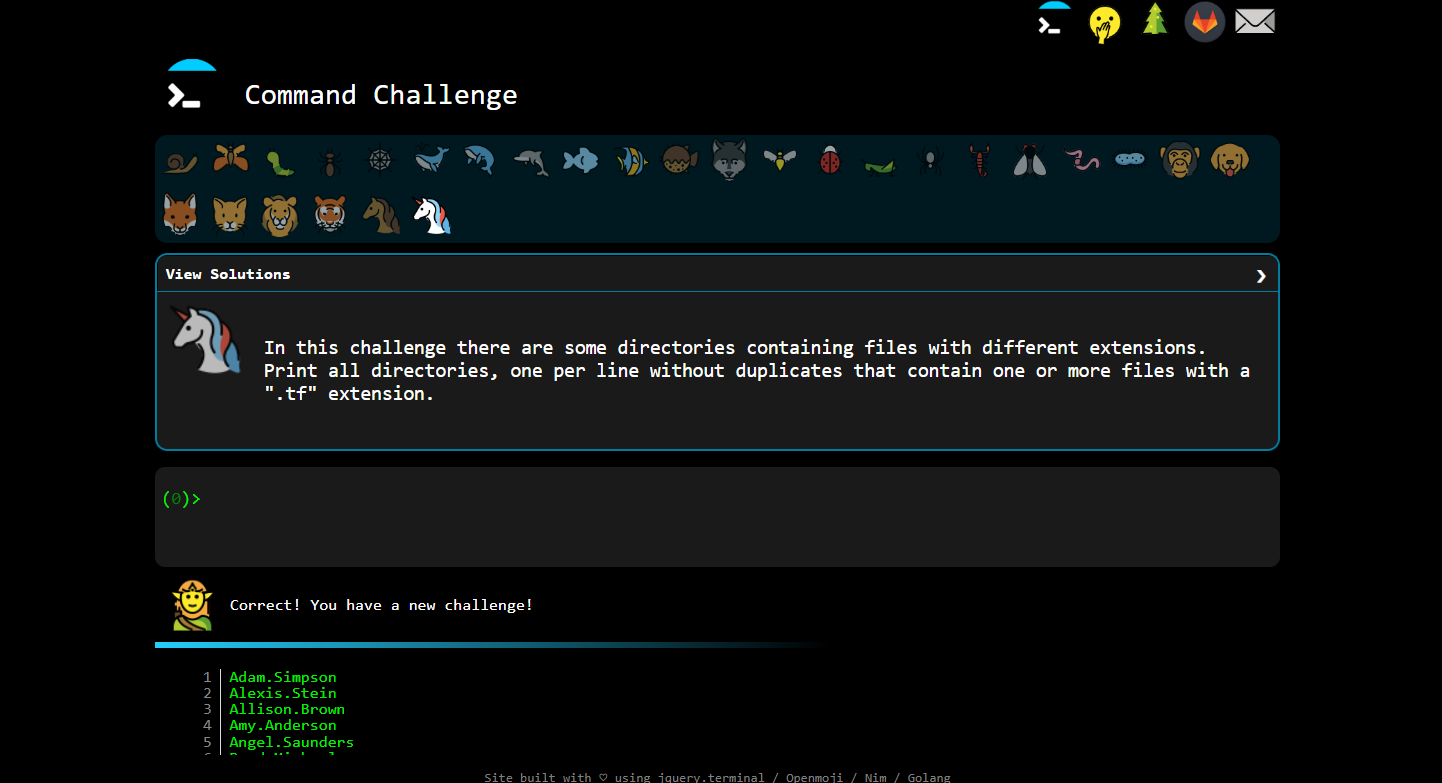 Command Challenge
View Solutions
In this challenge there are some directories containing files with different extensions.
Print all directories, one per line without duplicates that contain one or more files with a
".tf" extension.
(0)>
Correct! You have a new challenge!
1 Adam.Simpson
2 Alexis.Stein
3 Allison.Brown
4 Amy.Anderson
5 Angel.Saunders
Site built with ♡ using jquery.terminal / Openmoji / Nim / Golang